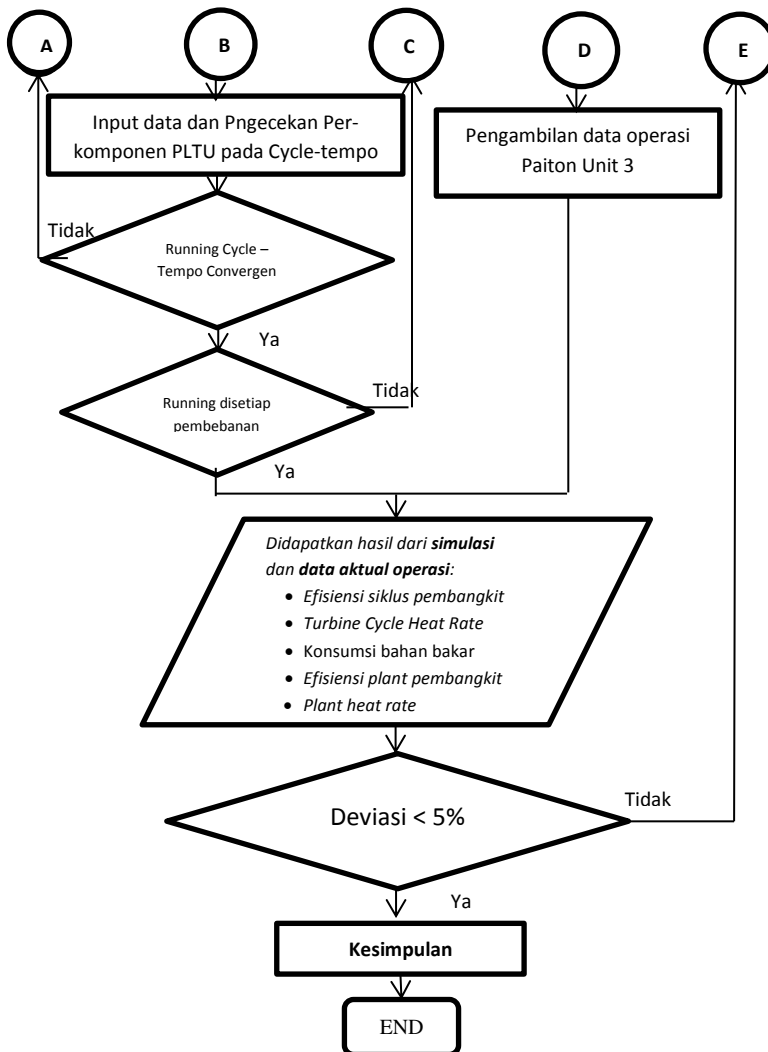 A
B
C
D
E
Input data dan Pngecekan Per-
komponen PLTU pada Cycle-tempo
Pengambilan data operasi
Paiton Unit 3
Tidak
Running Cycle –
Tempo Convergen
Ya
Tidak
Running disetiap
pembebanan
Ya
Didapatkan hasil dari simulasi
dan data aktual operasi:
• Efisiensi siklus pembangkit
• Turbine Cycle Heat Rate
• Konsumsi bahan bakar
• Efisiensi plant pembangkit
• Plant heat rate
Tidak
Deviasi < 5%
Ya
Kesimpulan
END